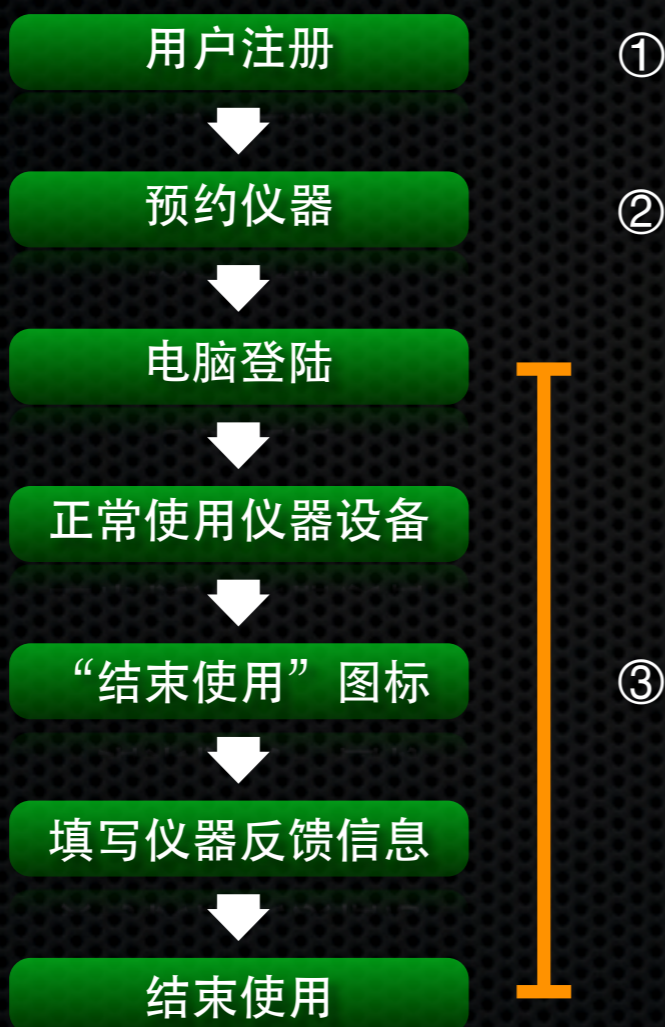 用户注册 ①
预约仪器 ②
电脑登陆
正常使用仪器设备
“结束使用”图标 ③
填写仪器反馈信息
结束使用